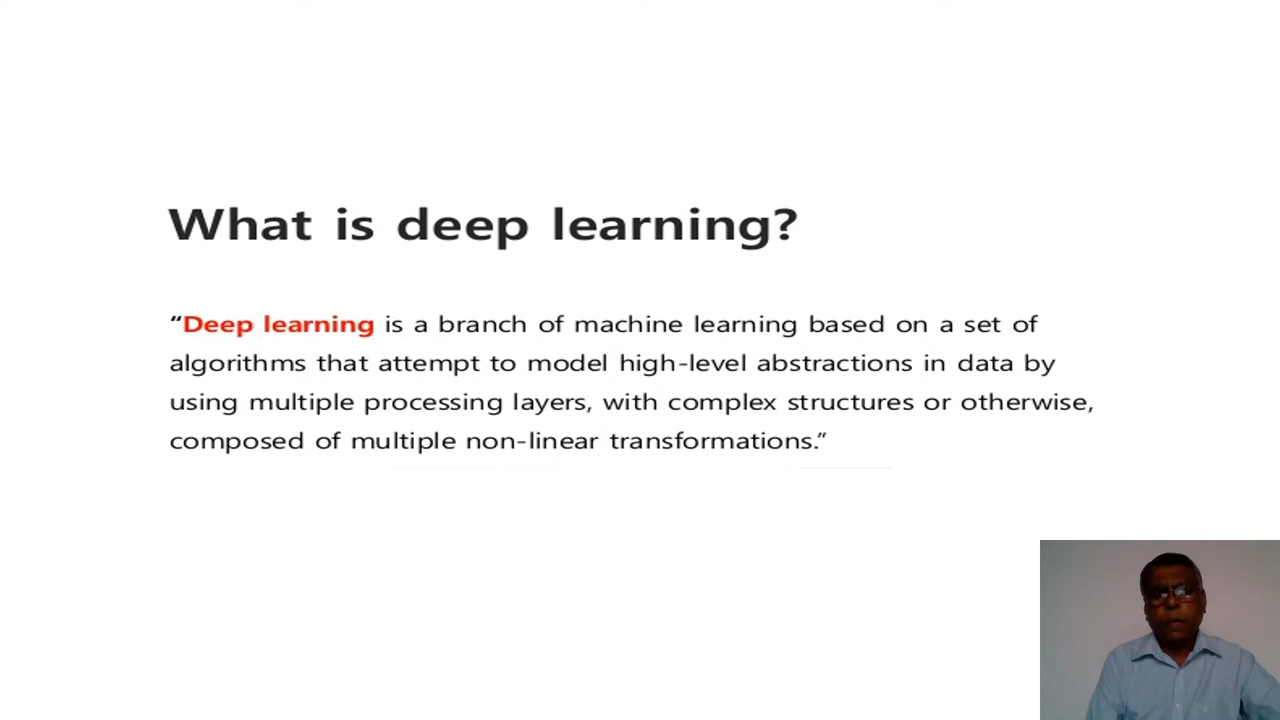 What is deep learning?
“Deep learning is a branch of machine learning based on a set of
algorithms that attempt to model high-level abstractions in data by
using multiple processing layers, with complex structures or otherwise,
composed of multiple non-linear transformations.”